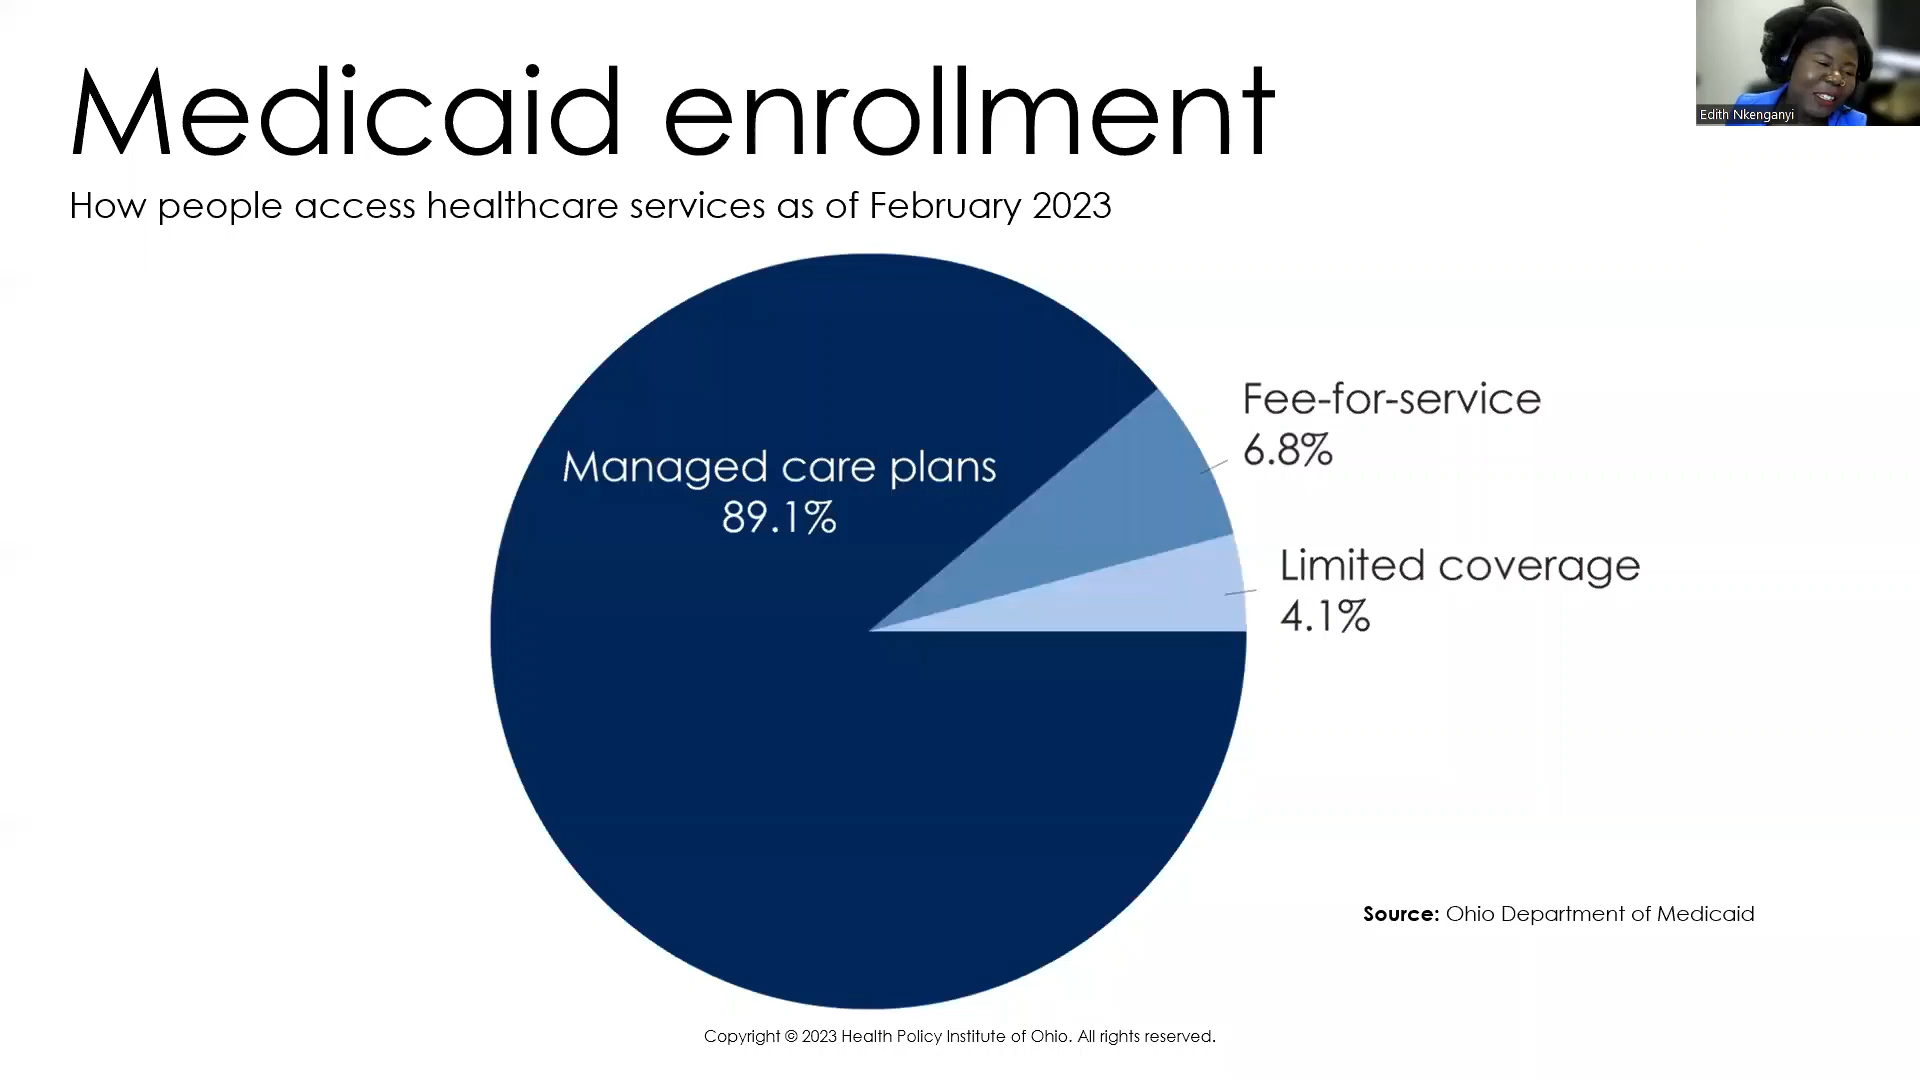 Medicaid enrollment
How people access healthcare services as of February 2023
Edith Nkenganyi
Managed care plans
89.1%
Fee-for-service
6.8%
Limited coverage
4.1%
Source: Ohio Department of Medicaid
Copyright © 2023 Health Policy Institute of Ohio. All rights reserved.